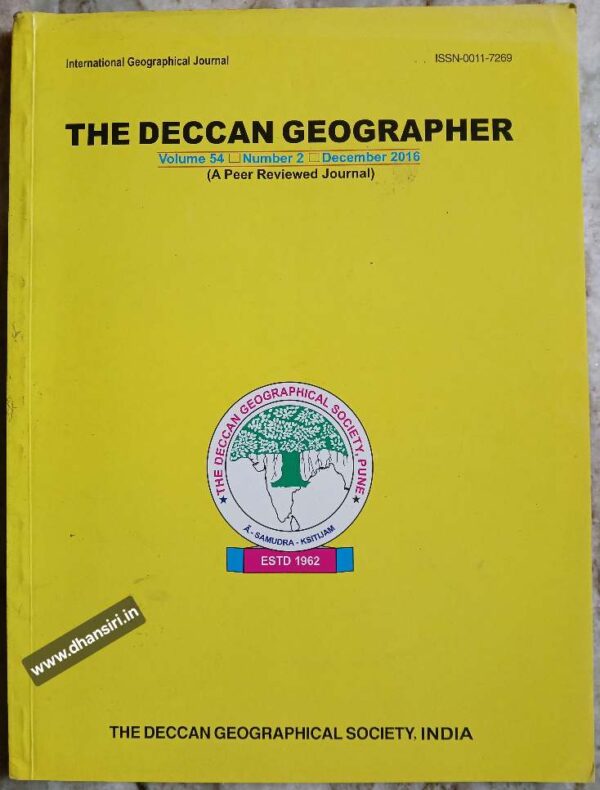 International Geographical Journal
ISSN-0011-7269
THE DECCAN GEOGRAPHER
Volume 54 □ Number 2 □ December 2016
(A Peer Reviewed Journal)
★ THE DECCAN GEOGRAPHICAL SOCIETY, PUNE ★
Ā - SAMUDRA - KSITIJAM
ESTD 1962
www.dhansiri.in
THE DECCAN GEOGRAPHICAL SOCIETY, INDIA